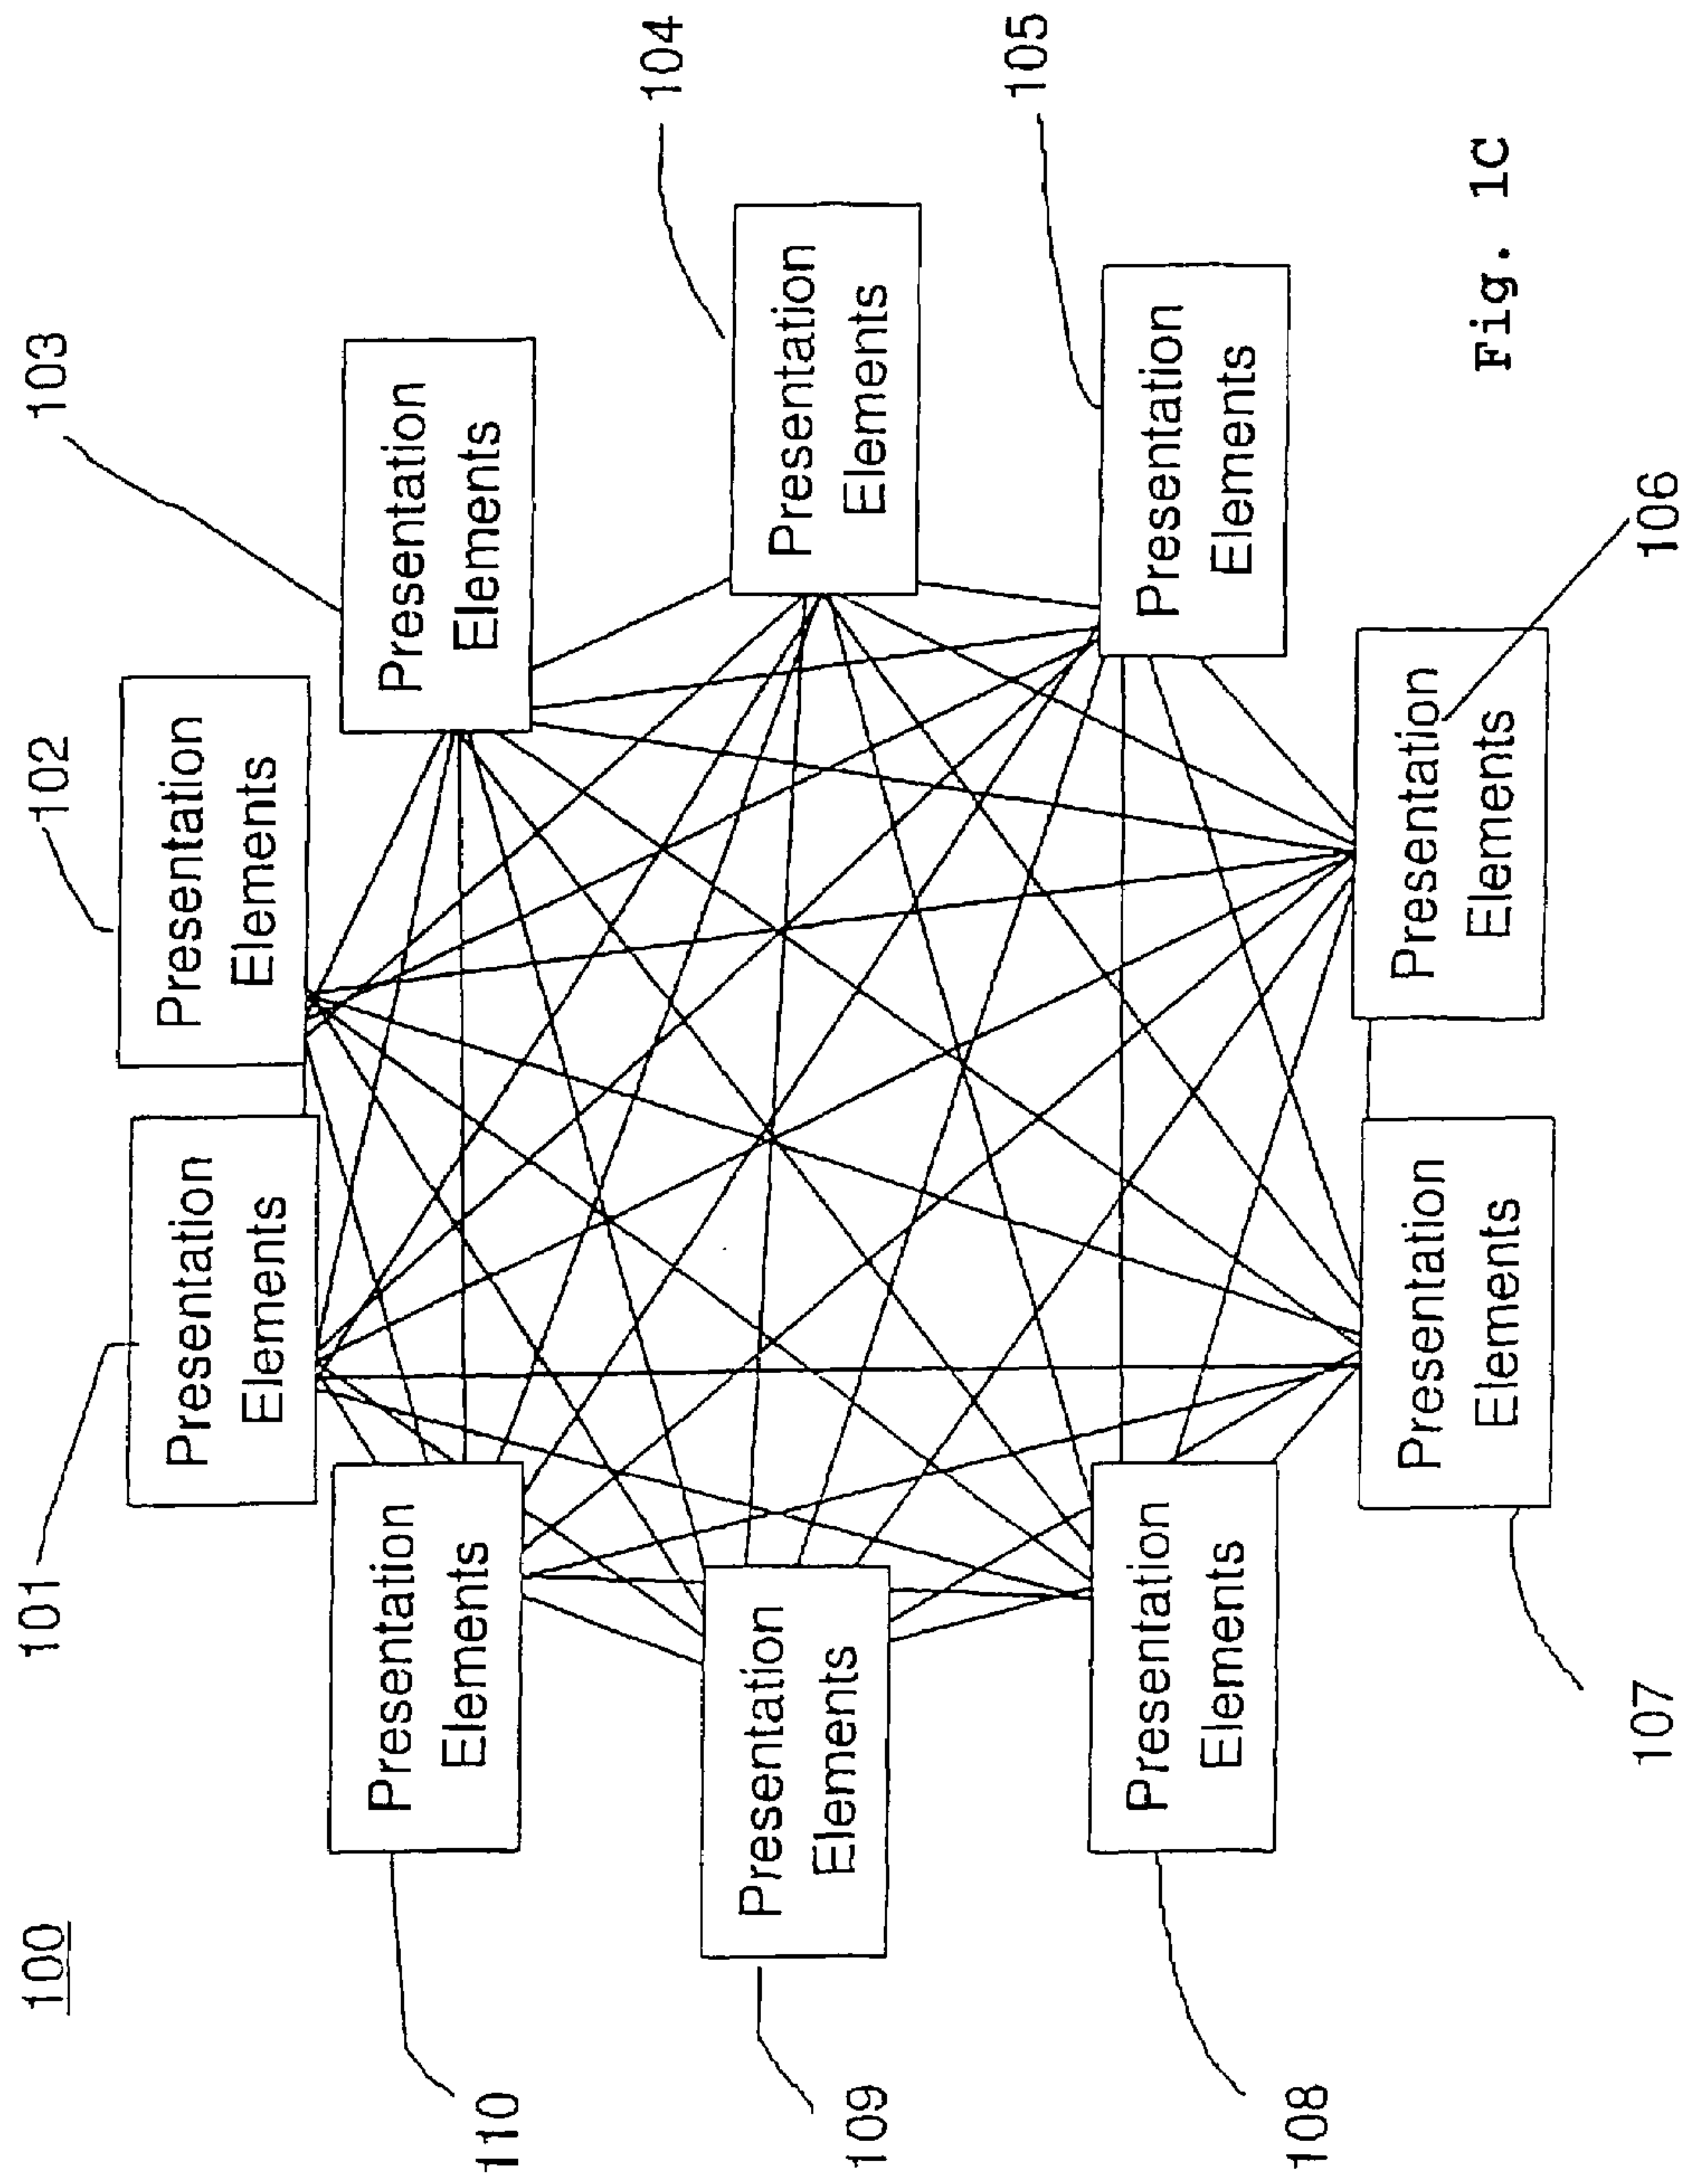 100
101
Presentation
Elements
102
Presentation
Elements
103
Presentation
Elements
104
Presentation
Elements
105
Presentation
Elements
106
Presentation
Elements
107
Presentation
Elements
108
Presentation
Elements
109
Presentation
Elements
110
Presentation
Elements
Fig. 1C